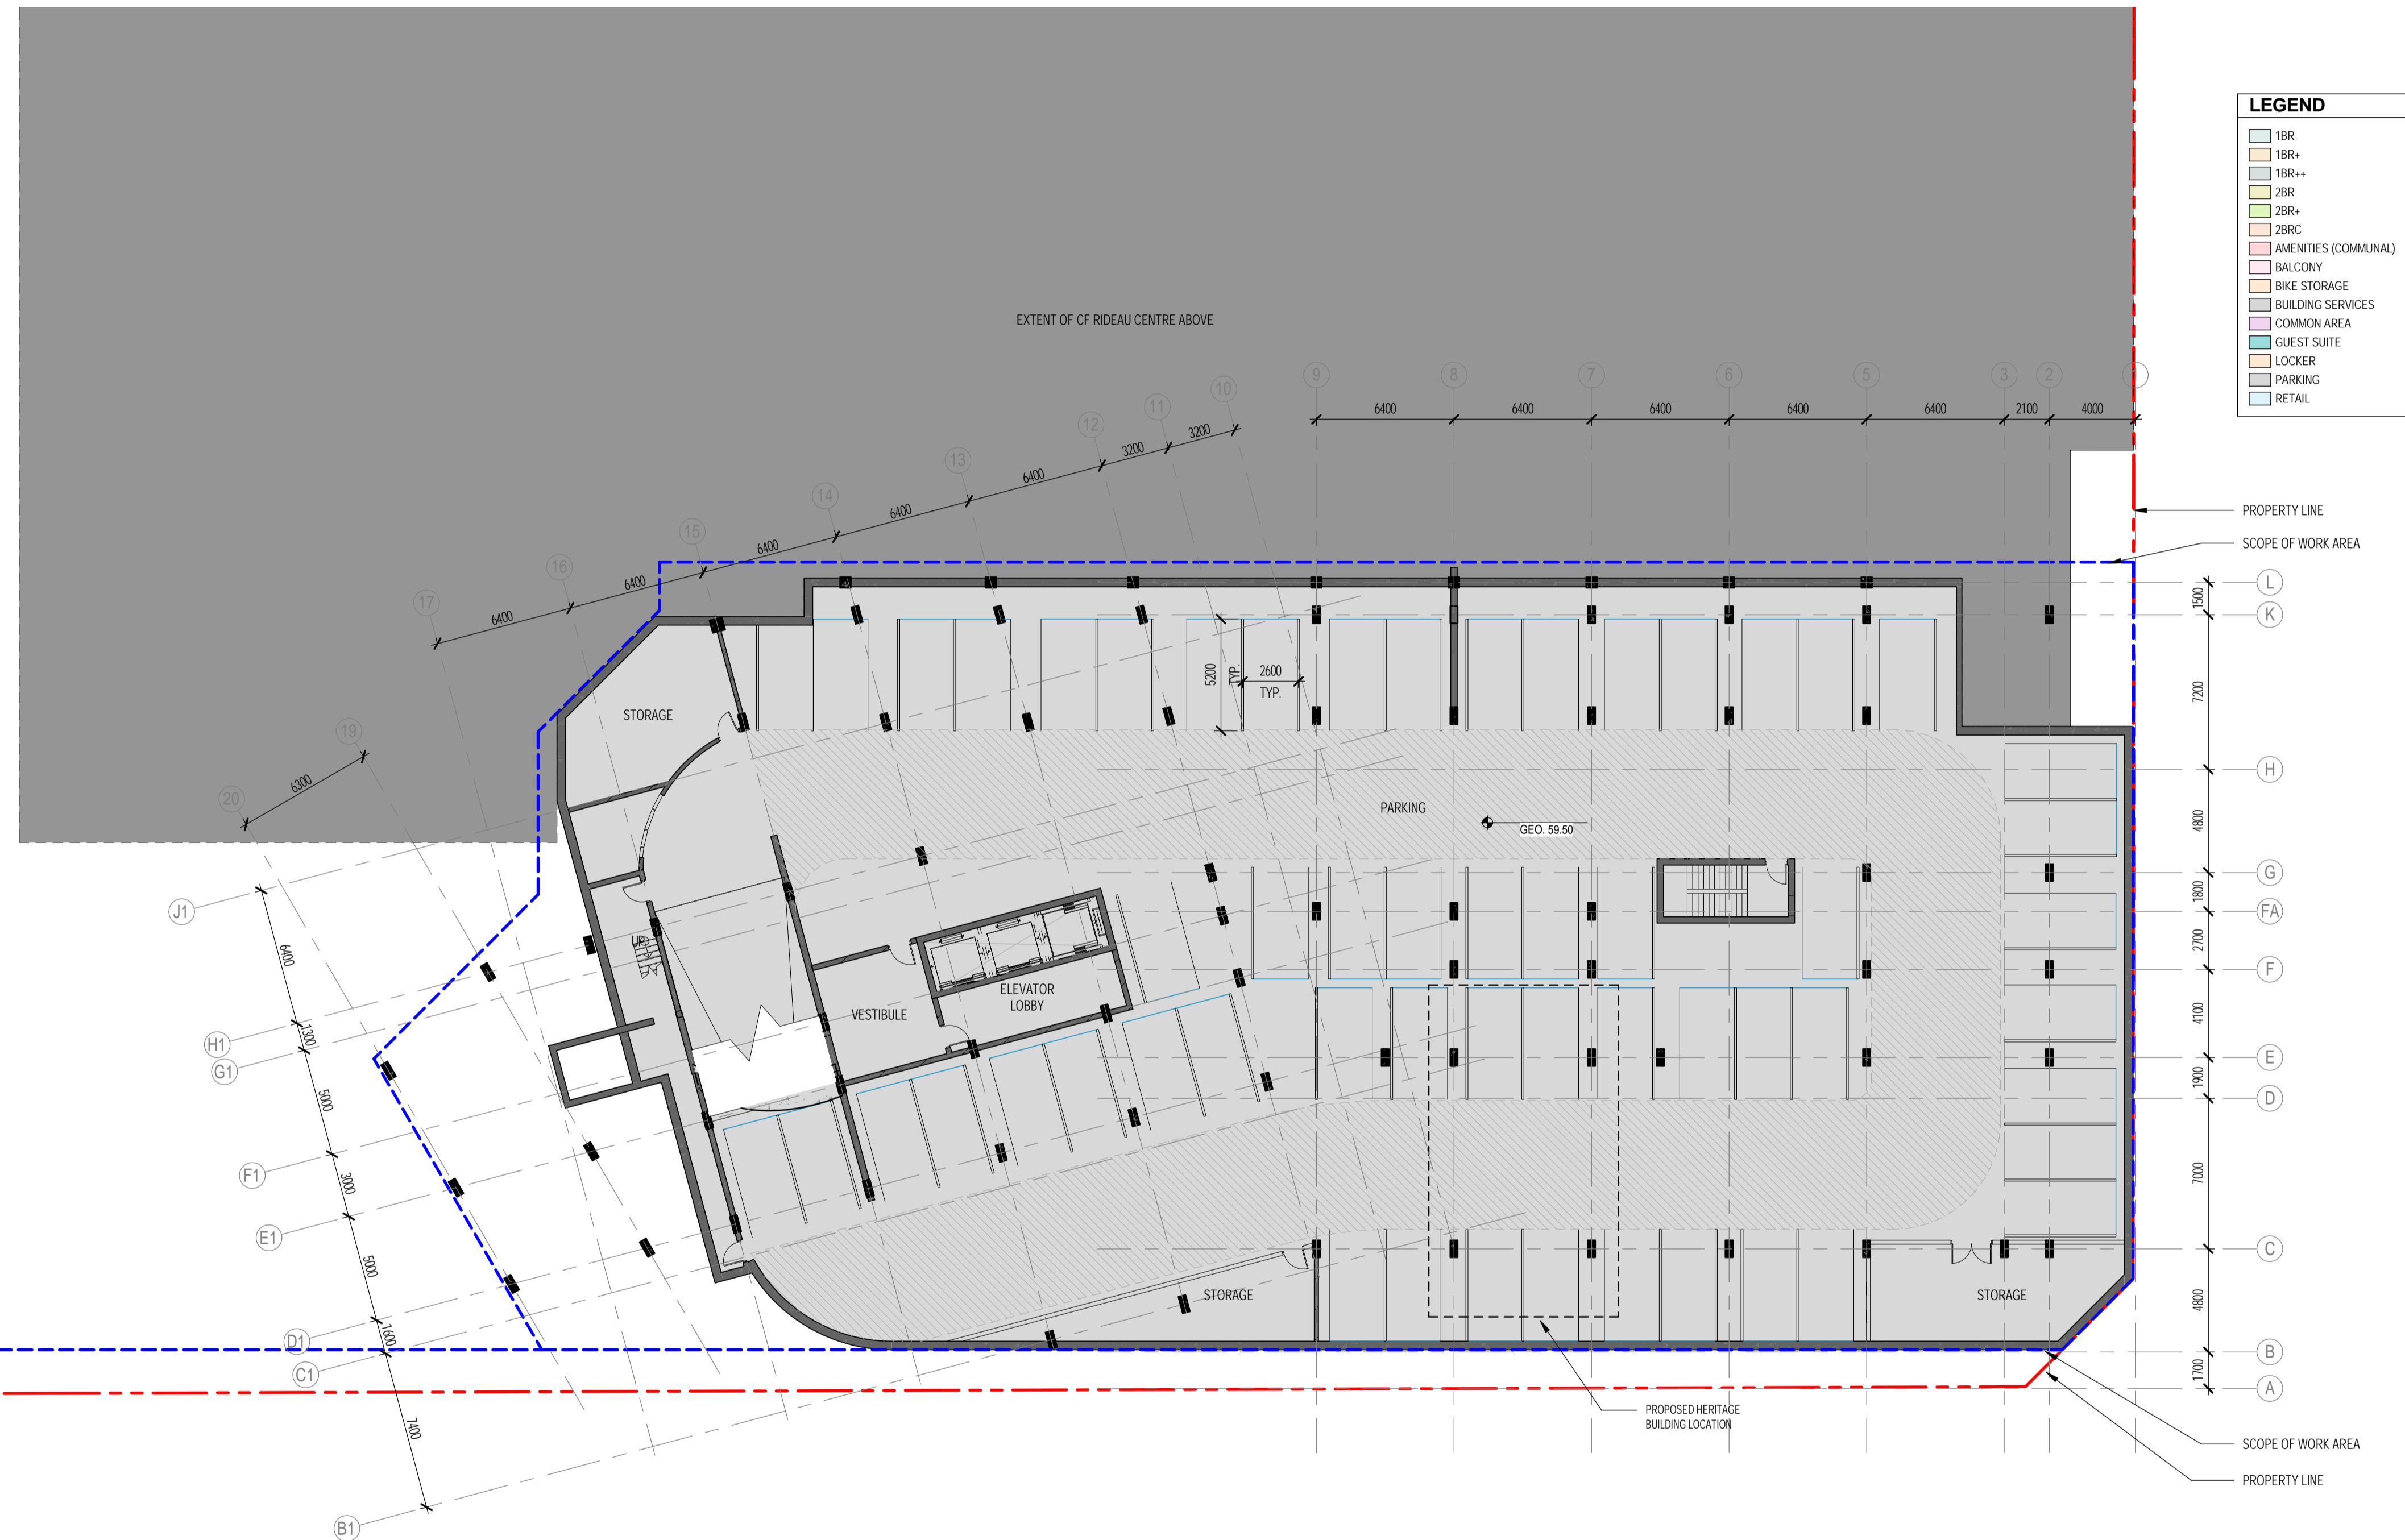 LEGEND
1BR
1BR+
1BR++
2BR
2BR+
2BRC
AMENITIES (COMMUNAL)
BALCONY
BIKE STORAGE
BUILDING SERVICES
COMMON AREA
GUEST SUITE
LOCKER
PARKING
RETAIL
EXTENT OF CF RIDEAU CENTRE ABOVE
9
8
7
6
5
3
2
10
11
12
13
14
15
16
17
19
20
6400
6400
6400
6400
6400
2100
4000
3200
3200
6400
6400
6400
6400
6400
6300
PROPERTY LINE
SCOPE OF WORK AREA
L
1500
K
7200
H
4800
G
1800
FA
2700
F
4100
E
1900
D
7000
C
4800
B
1700
A
STORAGE
5200
TYP.
2600
TYP.
PARKING
GEO. 59.50
UP
ELEVATOR
LOBBY
VESTIBULE
STORAGE
STORAGE
J1
6400
H1
1300
G1
5000
F1
3000
E1
5000
D1
1600
C1
7400
B1
PROPOSED HERITAGE
BUILDING LOCATION
SCOPE OF WORK AREA
PROPERTY LINE